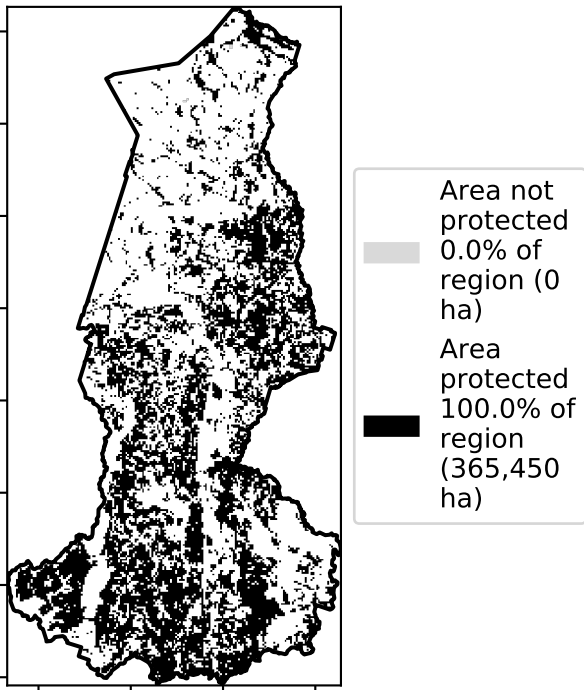 Area not
protected
0.0% of
region (0
ha)
Area
protected
100.0% of
region
(365,450
ha)